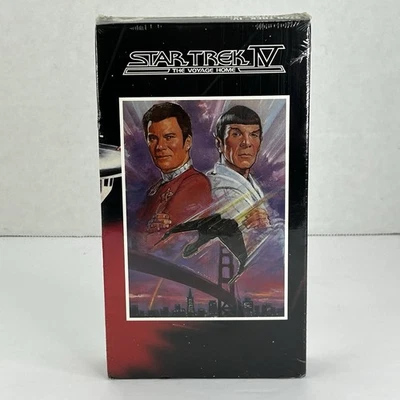 STAR TREK IV
THE VOYAGE HOME